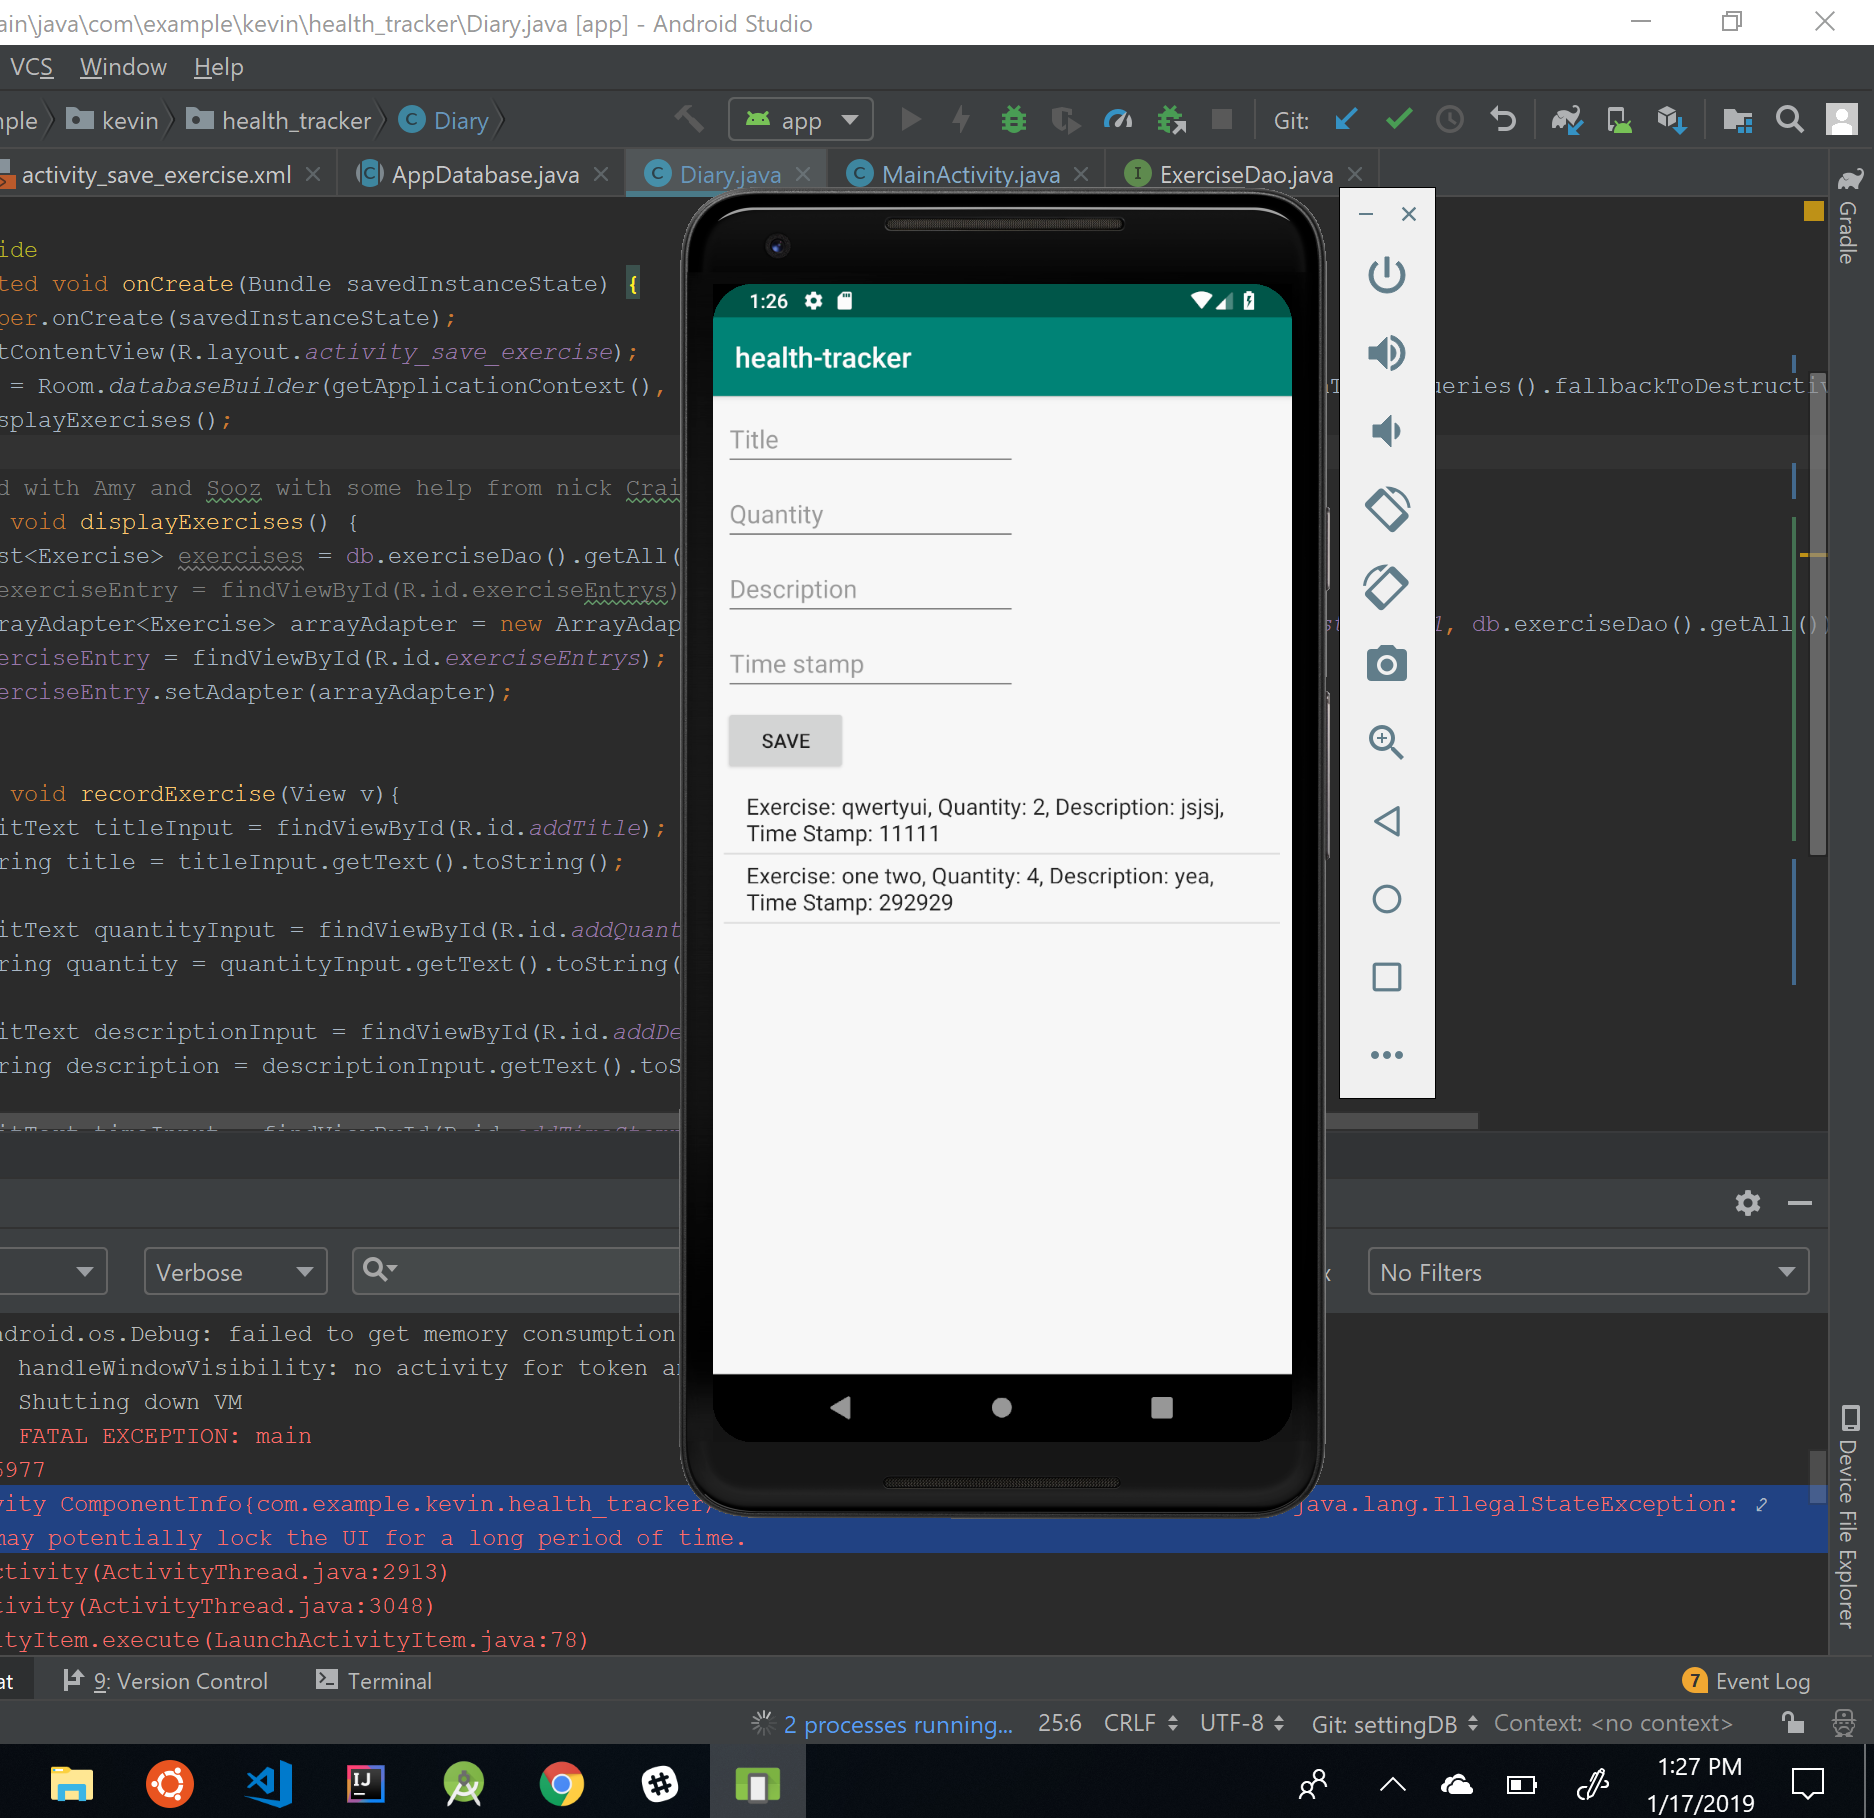 ain\java\com\example\kevin\health_tracker\Diary.java [app] - Android Studio
VCS Window Help
nple kevin health_tracker Diary app Git:
activity_save_exercise.xml AppDatabase.java Diary.java MainActivity.java ExerciseDao.java
Gradle
ide
ted void onCreate(Bundle savedInstanceState) {
per.onCreate(savedInstanceState);
tContentView(R.layout.activity_save_exercise);
= Room.databaseBuilder(getApplicationContext(), ueries().fallbackToDestructiv
splayExercises();
d with Amy and Sooz with some help from nick Crai
void displayExercises() {
st<Exercise> exercises = db.exerciseDao().getAll(
exerciseEntry = findViewById(R.id.exerciseEntrys)
rayAdapter<Exercise> arrayAdapter = new ArrayAdap 1, db.exerciseDao().getAll())
erciseEntry = findViewById(R.id.exerciseEntrys);
erciseEntry.setAdapter(arrayAdapter);
void recordExercise(View v){
itText titleInput = findViewById(R.id.addTitle);
ring title = titleInput.getText().toString();
itText quantityInput = findViewById(R.id.addQuant
ring quantity = quantityInput.getText().toString(
itText descriptionInput = findViewById(R.id.addDe
ring description = descriptionInput.getText().toS
1:26
health-tracker
Title
Quantity
Description
Time stamp
SAVE
Exercise: qwertyui, Quantity: 2, Description: jsjsj,
Time Stamp: 11111
Exercise: one two, Quantity: 4, Description: yea,
Time Stamp: 292929
Verbose
No Filters
ndroid.os.Debug: failed to get memory consumption
handleWindowVisibility: no activity for token an
Shutting down VM
FATAL EXCEPTION: main
5977
vity ComponentInfo{com.example.kevin.health_tracker/ java.lang.IllegalStateException:
may potentially lock the UI for a long period of time.
ctivity(ActivityThread.java:2913)
tivity(ActivityThread.java:3048)
ityItem.execute(LaunchActivityItem.java:78)
Device File Explorer
at 9: Version Control Terminal 7 Event Log
2 processes running... 25:6 CRLF UTF-8 Git: settingDB Context: <no context>
IJ
1:27 PM
1/17/2019